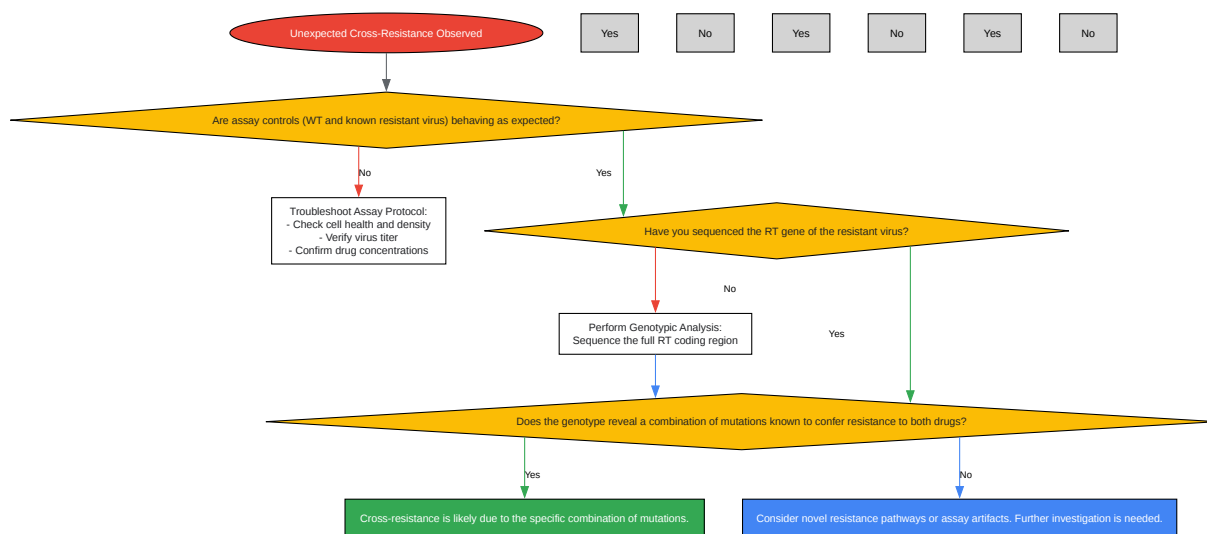 Unexpected Cross-Resistance Observed
Yes
No
Yes
No
Yes
No
Are assay controls (WT and known resistant virus) behaving as expected?
No
Yes
Troubleshoot Assay Protocol:
- Check cell health and density
- Verify virus titer
- Confirm drug concentrations
Have you sequenced the RT gene of the resistant virus?
No
Yes
Perform Genotypic Analysis:
Sequence the full RT coding region
Does the genotype reveal a combination of mutations known to confer resistance to both drugs?
Yes
No
Cross-resistance is likely due to the specific combination of mutations.
Consider novel resistance pathways or assay artifacts. Further investigation is needed.